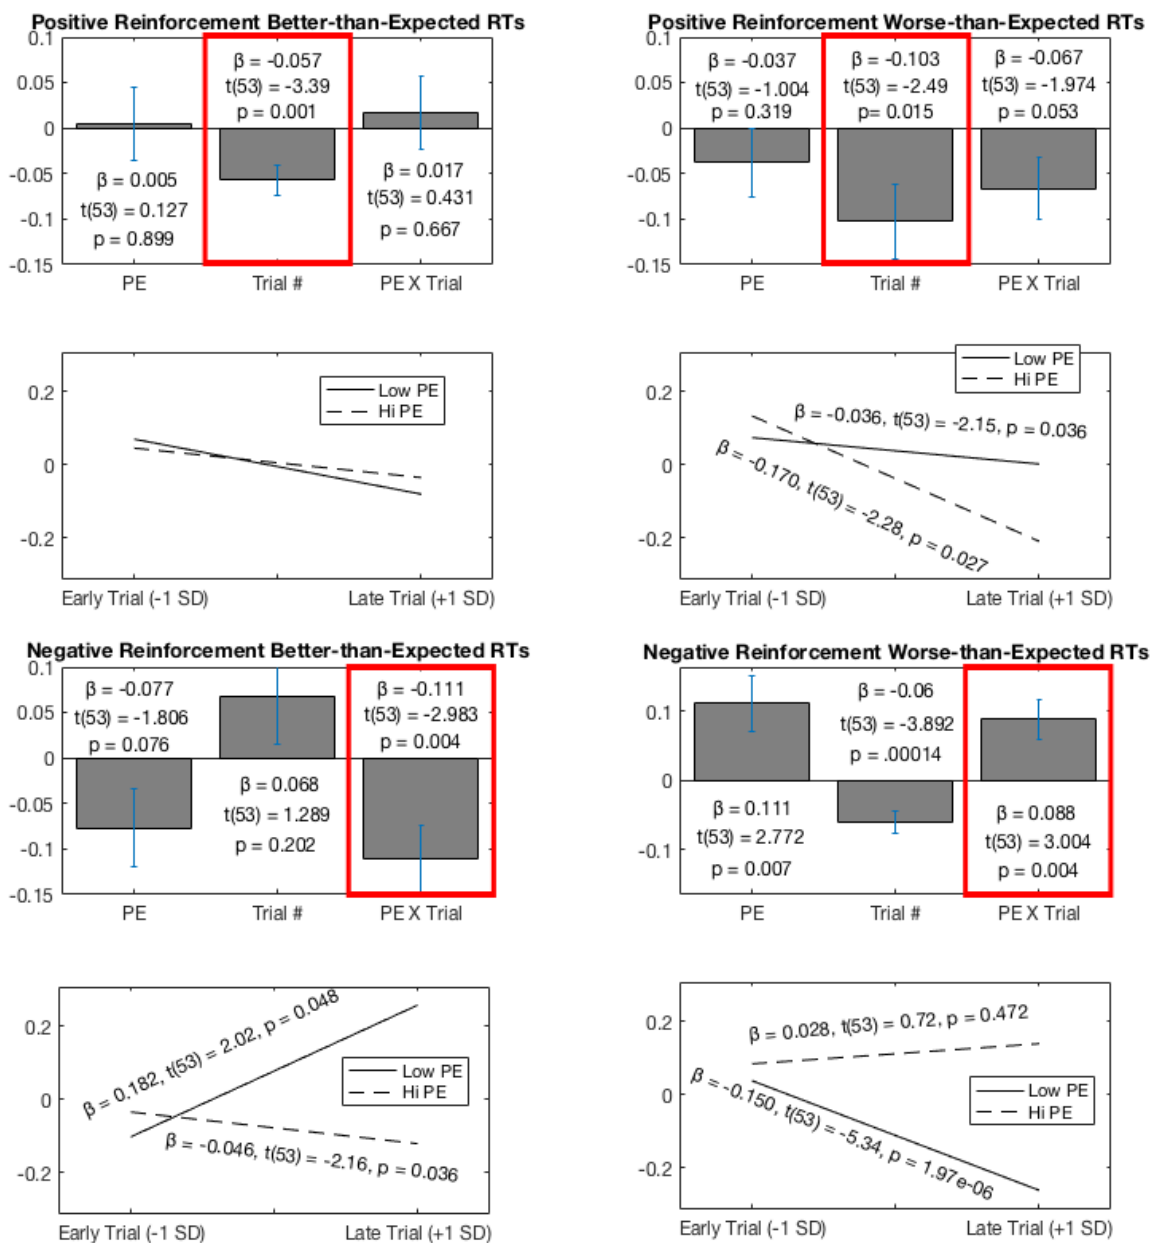 Positive Reinforcement Better-than-Expected RTs
0.1
0.05
0
-0.05
-0.1
-0.15
β = -0.057
t(53) = -3.39
p = 0.001
β = 0.005
t(53) = 0.127
p = 0.899
β = 0.017
t(53) = 0.431
p = 0.667
PE
Trial #
PE X Trial
Positive Reinforcement Worse-than-Expected RTs
0.1
0.05
0
-0.05
-0.1
-0.15
β = -0.037
t(53) = -1.004
p = 0.319
β = -0.103
t(53) = -2.49
p= 0.015
β = -0.067
t(53) = -1.974
p = 0.053
PE
Trial #
PE X Trial
0.2
0
-0.2
Low PE
Hi PE
Early Trial (-1 SD)
Late Trial (+1 SD)
0.2
0
-0.2
Low PE
Hi PE
β = -0.036, t(53) = -2.15, p = 0.036
β = -0.170, t(53) = -2.28, p = 0.027
Early Trial (-1 SD)
Late Trial (+1 SD)
Negative Reinforcement Better-than-Expected RTs
0.1
0.05
0
-0.05
-0.1
-0.15
β = -0.077
t(53) = -1.806
p = 0.076
β = 0.068
t(53) = 1.289
p = 0.202
β = -0.111
t(53) = -2.983
p = 0.004
PE
Trial #
PE X Trial
Negative Reinforcement Worse-than-Expected RTs
0.1
0
-0.1
β = 0.111
t(53) = 2.772
p = 0.007
β = -0.06
t(53) = -3.892
p = .00014
β = 0.088
t(53) = 3.004
p = 0.004
PE
Trial #
PE X Trial
0.2
0
-0.2
β = 0.182, t(53) = 2.02, p = 0.048
β = -0.046, t(53) = -2.16, p = 0.036
Low PE
Hi PE
Early Trial (-1 SD)
Late Trial (+1 SD)
0.2
0
-0.2
β = 0.028, t(53) = 0.72, p = 0.472
β = -0.150, t(53) = -5.34, p = 1.97e-06
Low PE
Hi PE
Early Trial (-1 SD)
Late Trial (+1 SD)